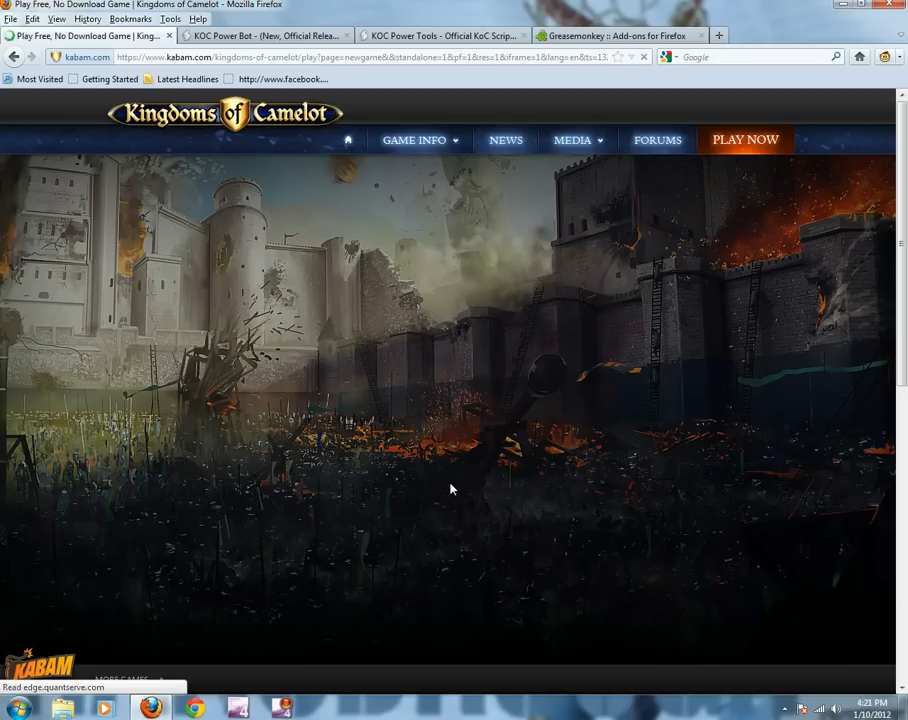 Play Free, No Download Game | Kingdoms of Camelot - Mozilla Firefox
File Edit View History Bookmarks Tools Help
Play Free, No Download Game | King... × KOC Power Bot - (New, Official Relea... × KOC Power Tools - Official KoC Scrip... × Greasemonkey :: Add-ons for Firefox × +
kabam.com https://www.kabam.com/kingdoms-of-camelot/play?page=newgame&&standalone=1&pf=1&res=1&iframe=1&lang=en&ts=13. Google
Most Visited Getting Started Latest Headlines http://www.facebook....
Kingdoms of Camelot
GAME INFO NEWS MEDIA FORUMS PLAY NOW
KABAM
MORE GAMES
Read edge.quantserve.com
4:21 PM
1/10/2012